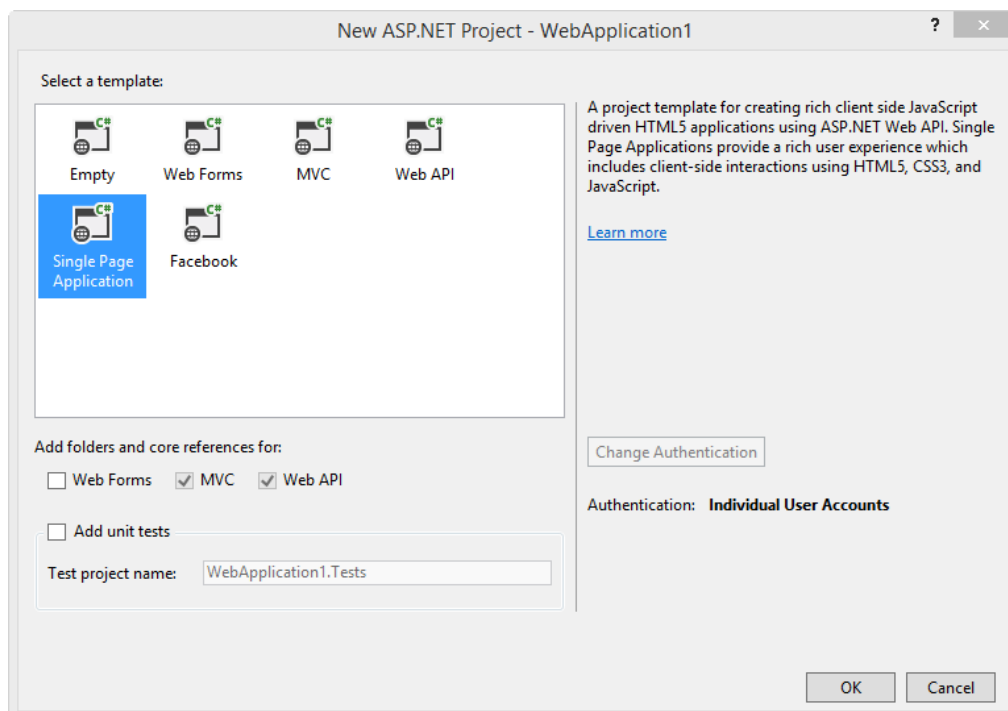 New ASP.NET Project - WebApplication1
?
Select a template:
C# C# C# C#
Empty Web Forms MVC Web API
C# C#
Single Page
Application
Facebook
A project template for creating rich client side JavaScript
driven HTML5 applications using ASP.NET Web API. Single
Page Applications provide a rich user experience which
includes client-side interactions using HTML5, CSS3, and
JavaScript.
Learn more
Add folders and core references for:
Web Forms MVC Web API
Add unit tests
Test project name: WebApplication1.Tests
Change Authentication
Authentication: Individual User Accounts
OK Cancel